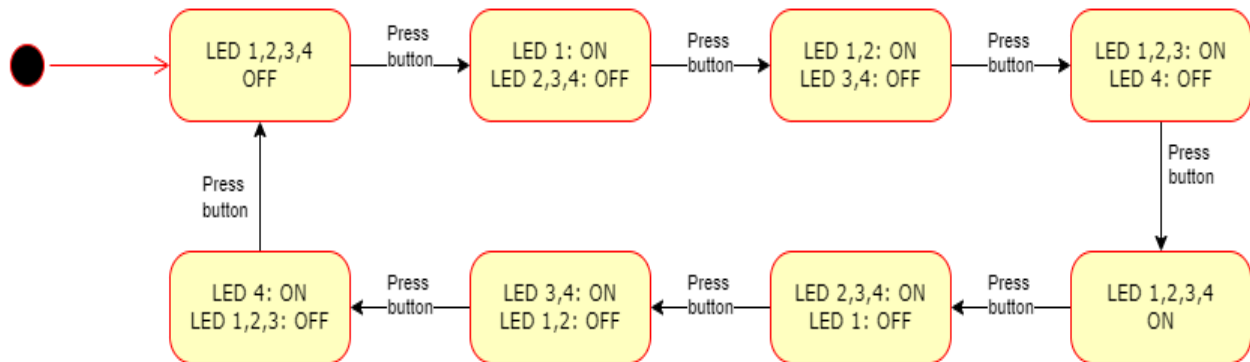 LED 1,2,3,4
OFF
Press
button
LED 1: ON
LED 2,3,4: OFF
Press
button
LED 1,2: ON
LED 3,4: OFF
Press
button
LED 1,2,3: ON
LED 4: OFF
Press
button
LED 1,2,3,4
ON
Press
button
LED 2,3,4: ON
LED 1: OFF
Press
button
LED 3,4: ON
LED 1,2: OFF
Press
button
LED 4: ON
LED 1,2,3: OFF
Press
button